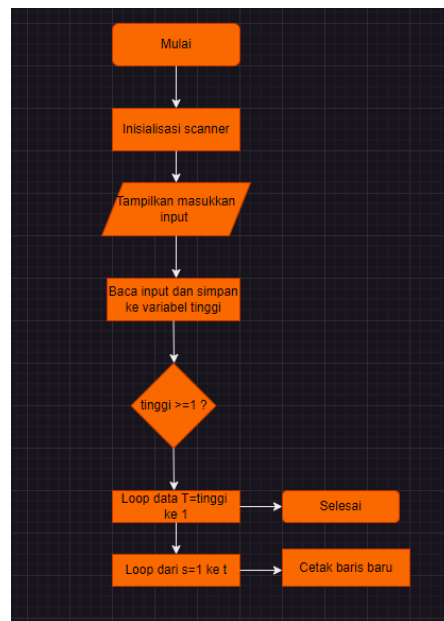 Mulai
Inisialisasi scanner
Tampilkan masukkan
input
Baca input dan simpan
ke variabel tinggi
tinggi >=1 ?
Loop data T=tinggi
ke 1
Selesai
Loop dari s=1 ke t
Cetak baris baru